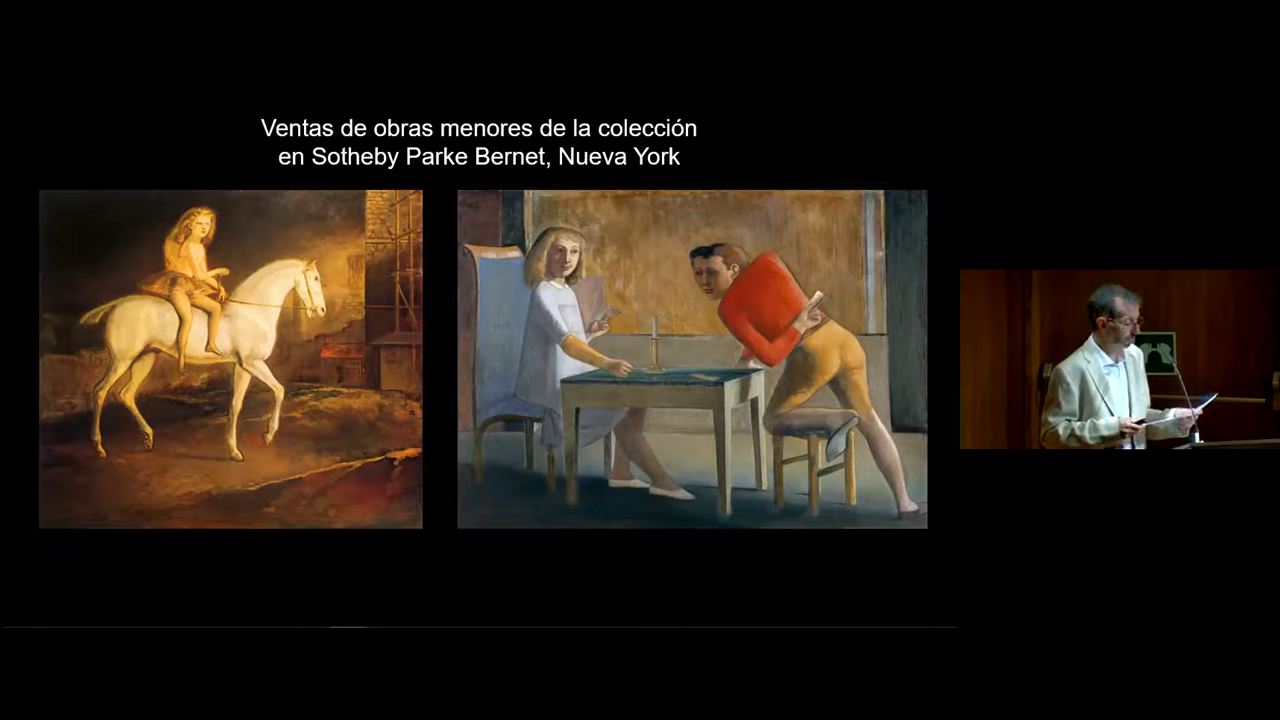 Ventas de obras menores de la colección
en Sotheby Parke Bernet, Nueva York